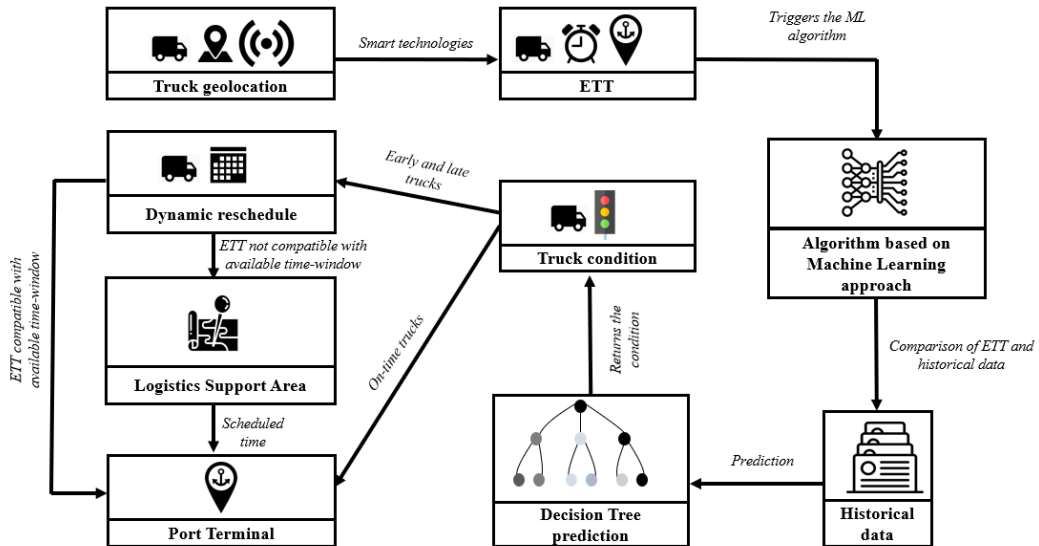 Smart technologies
Triggers the ML
algorithm
Truck geolocation
ETT
Early and late
trucks
Dynamic reschedule
Truck condition
Algorithm based on
Machine Learning
approach
ETT not compatible with
available time-window
ETT compatible with
available time-window
Logistics Support Area
On-time trucks
Returns the
condition
Comparison of ETT and
historical data
Scheduled
time
Prediction
Port Terminal
Decision Tree
prediction
Historical
data